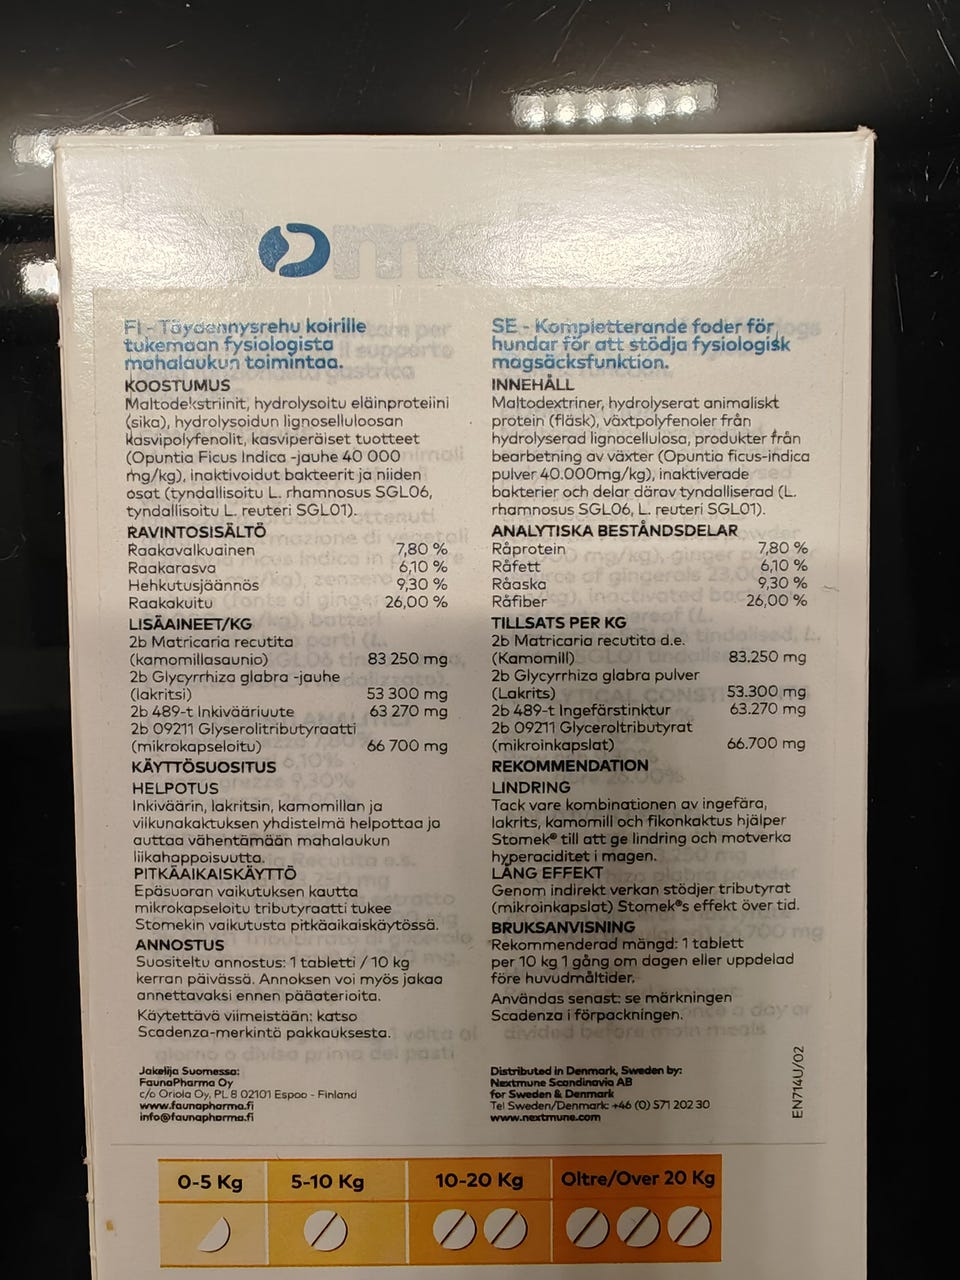 FI - Täydennysrehu koirille
tukemaan fysiologista
mahalaukun toimintaa.
KOOSTUMUS
Maltodekstriinit, hydrolysoitu eläinproteiini
(sika), hydrolysoidun lignoselluloosan
kasvipolyfenolit, kasviperäiset tuotteet
(Opuntia Ficus Indica -jauhe 40 000
mg/kg), inaktivoidut bakteerit ja niiden
osat (tyndallisoitu L. rhamnosus SGL06,
tyndallisoitu L. reuteri SGL01).
RAVINTOSISÄLTÖ
Raakavalkuainen 7,80 %
Raakarasva 6,10 %
Hehkutusjäännös 9,30 %
Raakakuitu 26,00 %
LISÄAINEET/KG
2b Matricaria recutita
(kamomillasaunio) 83 250 mg
2b Glycyrrhiza glabra -jauhe
(lakritsi) 53 300 mg
2b 489-t Inkivääriuute 63 270 mg
2b 09211 Glyserolitributyraatti
(mikrokapseloitu) 66 700 mg
KÄYTTÖSUOSITUS
HELPOTUS
Inkiväärin, lakritsin, kamomillan ja
viikunakaktuksen yhdistelmä helpottaa ja
auttaa vähentämään mahalaukun
liikahappoisuutta.
PITKÄAIKAISKÄYTTÖ
Epäsuoran vaikutuksen kautta
mikrokapseloitu tributyraatti tukee
Stomekin vaikutusta pitkäaikaiskäytössä.
ANNOSTUS
Suositeltu annostus: 1 tabletti / 10 kg
kerran päivässä. Annoksen voi myös jakaa
annettavaksi ennen pääaterioita.
Käytettävä viimeistään: katso
Scadenza-merkintä pakkauksesta.
Jakelija Suomessa:
FaunaPharma Oy
c/o Oriola Oy, PL 8 02101 Espoo - Finland
www.faunapharma.fi
info@faunapharma.fi
SE - Kompletterande foder för
hundar för att stödja fysiologisk
magsäcksfunktion.
INNEHÅLL
Maltodextriner, hydrolyserat animaliskt
protein (fläsk), växtpolyfenoler från
hydrolyserad lignocellulosa, produkter från
bearbetning av växter (Opuntia ficus-indica
pulver 40.000mg/kg), inaktiverade
bakterier och delar därav tyndalliserad (L.
rhamnosus SGL06, L. reuteri SGL01).
ANALYTISKA BESTÅNDSDELAR
Råprotein 7,80 %
Råfett 6,10 %
Råaska 9,30 %
Råfiber 26,00 %
TILLSATS PER KG
2b Matricaria recutita d.e.
(Kamomill) 83.250 mg
2b Glycyrrhiza glabra pulver
(Lakrits) 53.300 mg
2b 489-t Ingefärstinktur 63.270 mg
2b 09211 Glyceroltributyrat
(mikroinkapslat) 66.700 mg
REKOMMENDATION
LINDRING
Tack vare kombinationen av ingefära,
lakrits, kamomill och fikonkaktus hjälper
Stomek® till att ge lindring och motverka
hyperaciditet i magen.
LÅNG EFFEKT
Genom indirekt verkan stödjer tributyrat
(mikroinkapslat) Stomek®s effekt över tid.
BRUKSANVISNING
Rekommenderad mängd: 1 tablett
per 10 kg 1 gång om dagen eller uppdelad
före huvudmåltider.
Användas senast: se märkningen
Scadenza i förpackningen.
Distributed in Denmark, Sweden by:
Nextmune Scandinavia AB
for Sweden & Denmark
Tel Sweden/Denmark: +46 (0) 571 202 30
www.nextmune.com
EN714U/02
0-5 Kg 5-10 Kg 10-20 Kg Oltre/Over 20 Kg